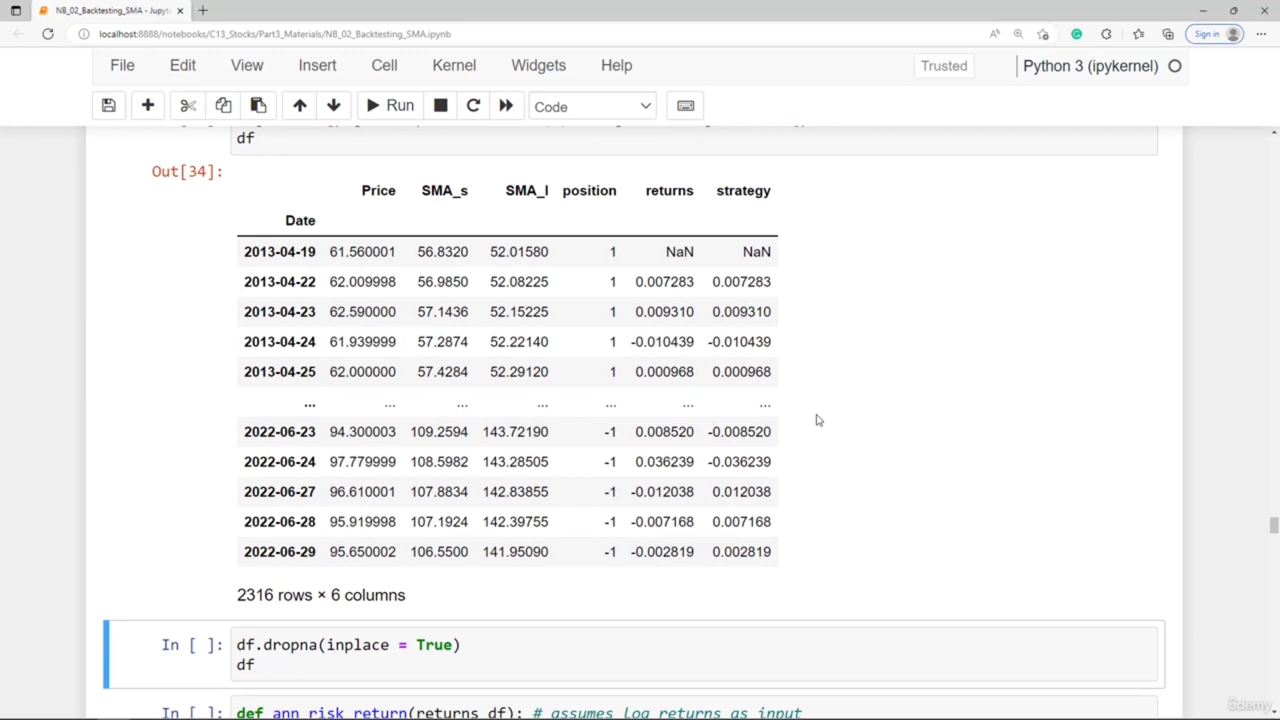 NB_02_Backtesting_SMA - Jupyte
localhost:8888/notebooks/C13_Stocks/Part3_Materials/NB_02_Backtesting_SMA.ipynb
Sign in
File Edit View Insert Cell Kernel Widgets Help Trusted Python 3 (ipykernel)
Run Code
df
Out[34]:
Price SMA_s SMA_l position returns strategy
Date
2013-04-19 61.560001 56.8320 52.01580 1 NaN NaN
2013-04-22 62.009998 56.9850 52.08225 1 0.007283 0.007283
2013-04-23 62.590000 57.1436 52.15225 1 0.009310 0.009310
2013-04-24 61.939999 57.2874 52.22140 1 -0.010439 -0.010439
2013-04-25 62.000000 57.4284 52.29120 1 0.000968 0.000968
... ... ... ... ... ... ...
2022-06-23 94.300003 109.2594 143.72190 -1 0.008520 -0.008520
2022-06-24 97.779999 108.5982 143.28505 -1 0.036239 -0.036239
2022-06-27 96.610001 107.8834 142.83855 -1 -0.012038 0.012038
2022-06-28 95.919998 107.1924 142.39755 -1 -0.007168 0.007168
2022-06-29 95.650002 106.5500 141.95090 -1 -0.002819 0.002819
2316 rows × 6 columns
In [ ]: df.dropna(inplace = True)
df
In [ ]: def ann_risk_return(returns_df): # assumes log returns as input
ûdemy